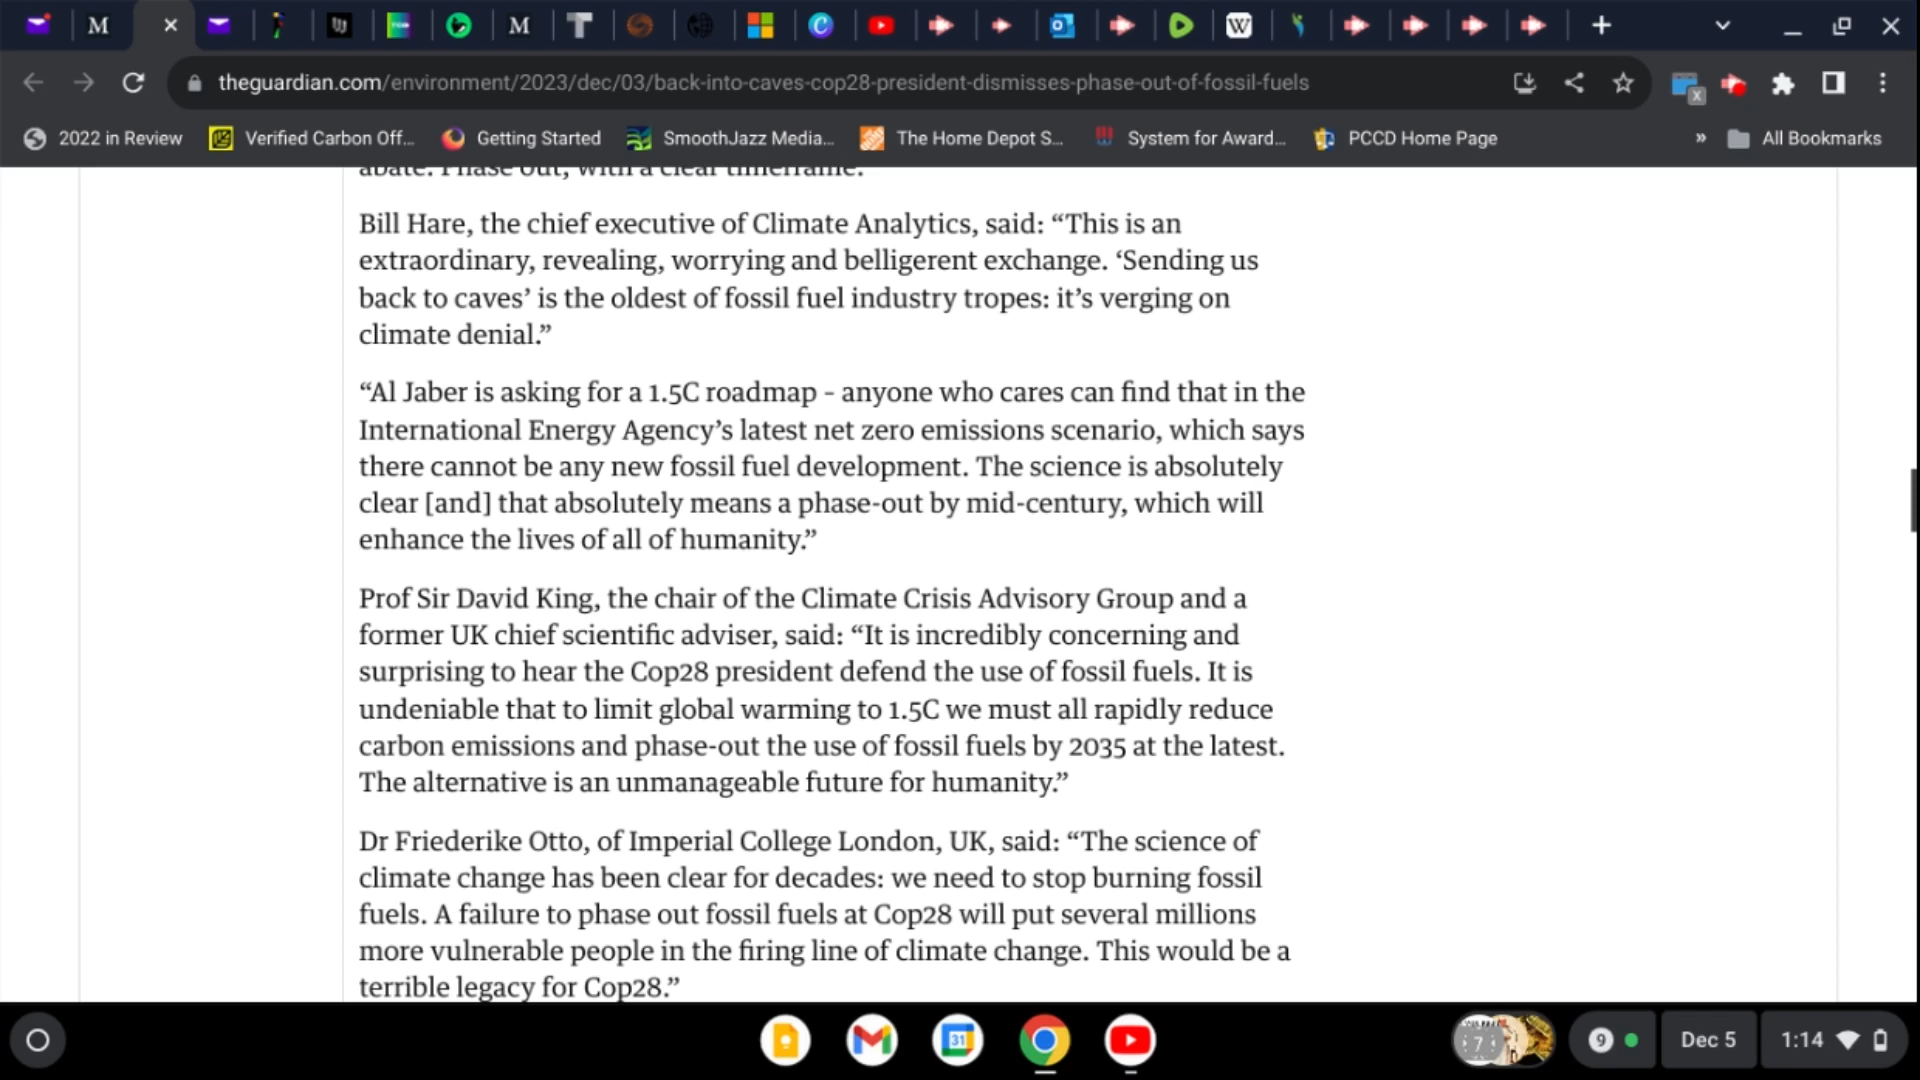 theguardian.com/environment/2023/dec/03/back-into-caves-cop28-president-dismisses-phase-out-of-fossil-fuels
2022 in Review
Verified Carbon Off...
Getting Started
SmoothJazz Media...
The Home Depot S...
System for Award...
PCCD Home Page
» All Bookmarks
abate. Phase out, with a clear timeframe.
Bill Hare, the chief executive of Climate Analytics, said: “This is an
extraordinary, revealing, worrying and belligerent exchange. ‘Sending us
back to caves’ is the oldest of fossil fuel industry tropes: it’s verging on
climate denial.”
“Al Jaber is asking for a 1.5C roadmap – anyone who cares can find that in the
International Energy Agency’s latest net zero emissions scenario, which says
there cannot be any new fossil fuel development. The science is absolutely
clear [and] that absolutely means a phase-out by mid-century, which will
enhance the lives of all of humanity.”
Prof Sir David King, the chair of the Climate Crisis Advisory Group and a
former UK chief scientific adviser, said: “It is incredibly concerning and
surprising to hear the Cop28 president defend the use of fossil fuels. It is
undeniable that to limit global warming to 1.5C we must all rapidly reduce
carbon emissions and phase-out the use of fossil fuels by 2035 at the latest.
The alternative is an unmanageable future for humanity.”
Dr Friederike Otto, of Imperial College London, UK, said: “The science of
climate change has been clear for decades: we need to stop burning fossil
fuels. A failure to phase out fossil fuels at Cop28 will put several millions
more vulnerable people in the firing line of climate change. This would be a
terrible legacy for Cop28.”
31
7
9
Dec 5
1:14